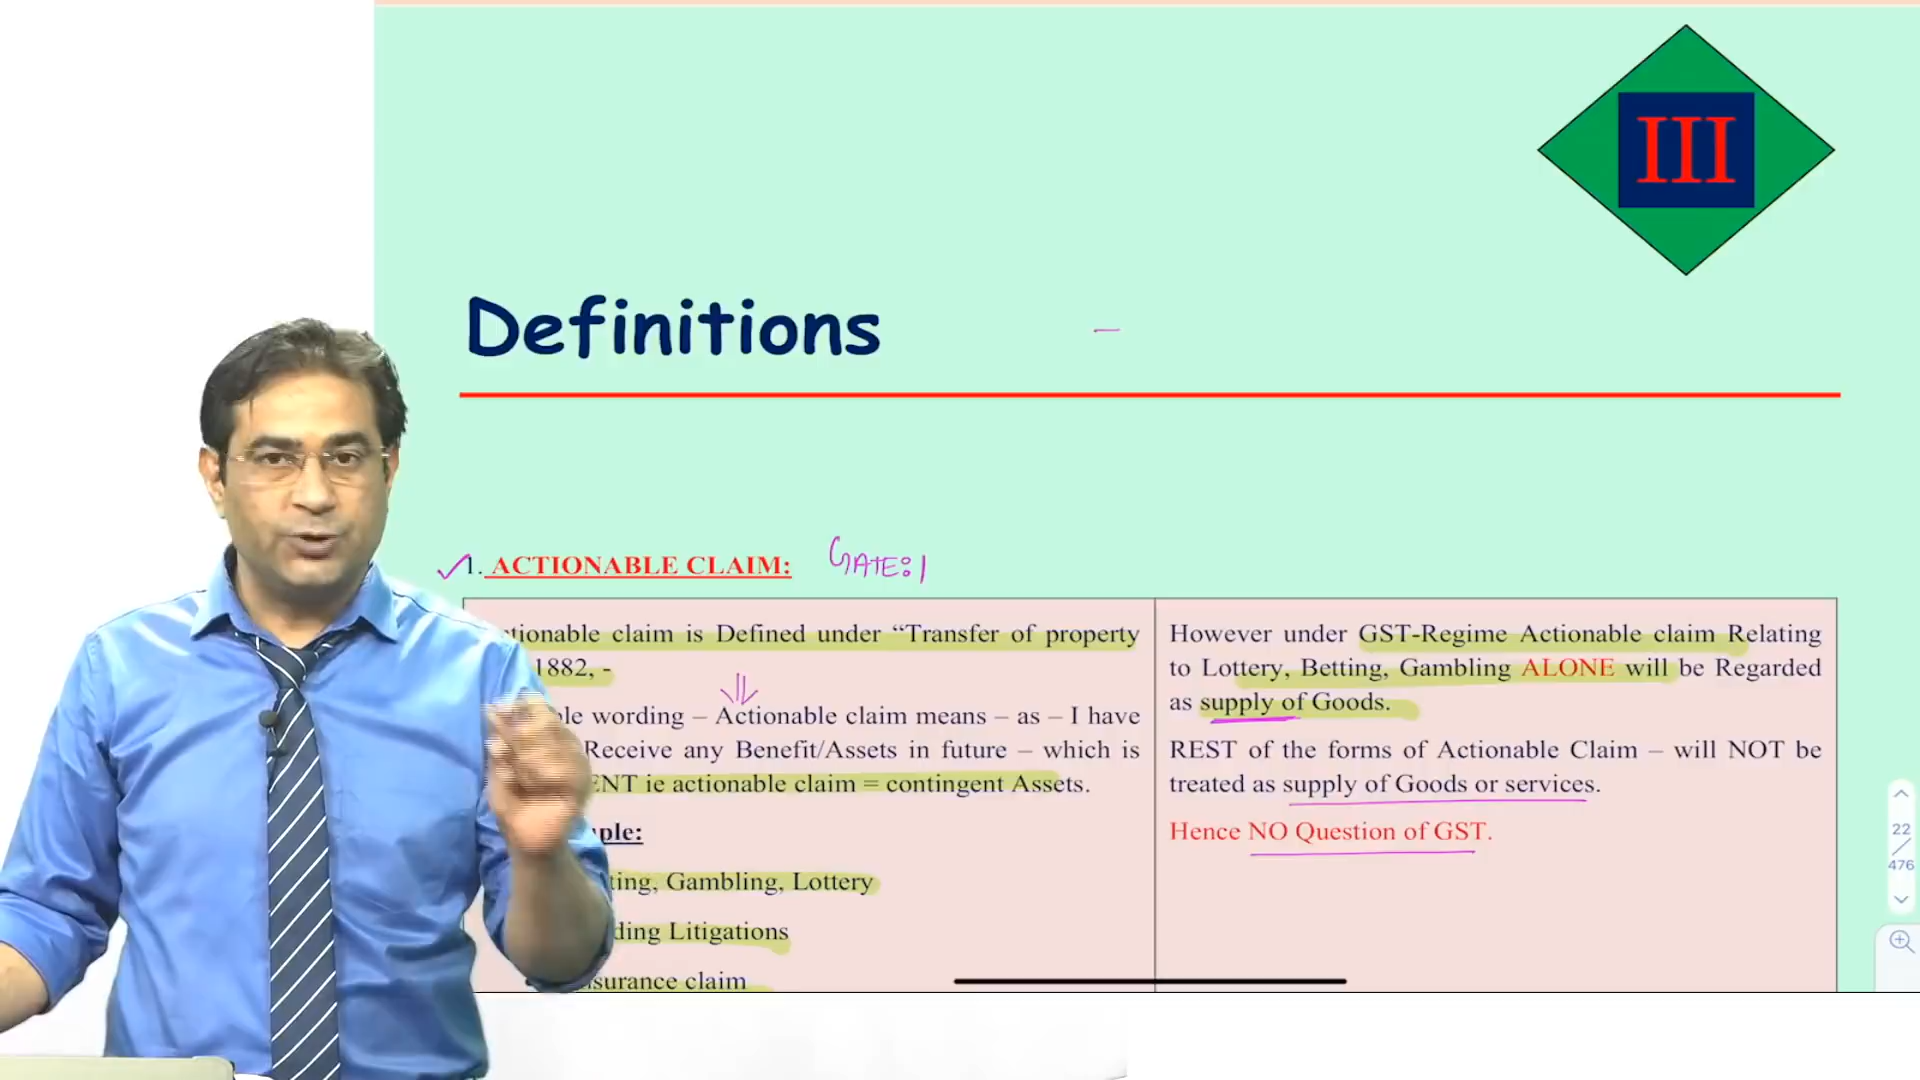 III
Definitions
1. ACTIONABLE CLAIM: GATE:1
tionable claim is Defined under “Transfer of property
1882, -
ble wording – Actionable claim means – as – I have
Receive any Benefit/Assets in future – which is
ENT ie actionable claim = contingent Assets.
ple:
ting, Gambling, Lottery
ding Litigations
surance claim
However under GST-Regime Actionable claim Relating
to Lottery, Betting, Gambling ALONE will be Regarded
as supply of Goods.
REST of the forms of Actionable Claim – will NOT be
treated as supply of Goods or services.
Hence NO Question of GST.
22
476